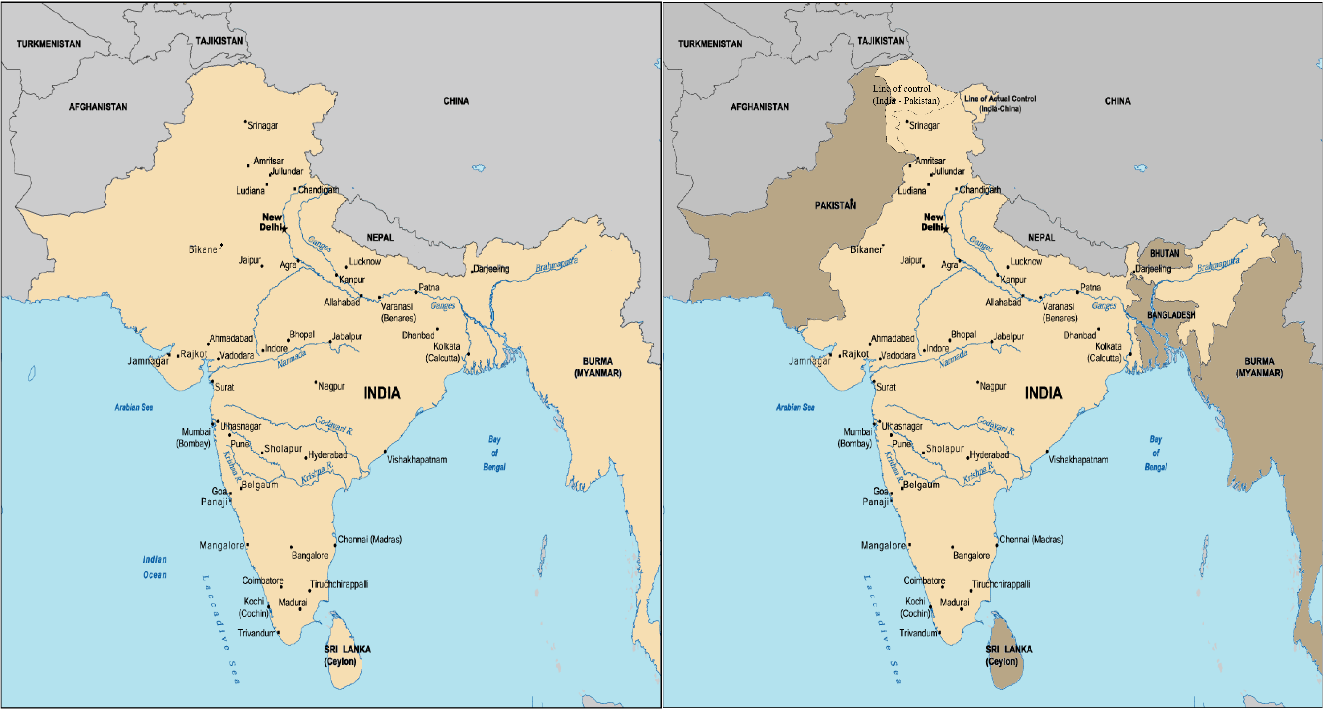 TURKMENISTAN
TAJIKISTAN
AFGHANISTAN
CHINA
Srinagar
Amritsar
Jullundar
Ludiana
Chandigarh
New
Delhi
Ganges
NEPAL
Bikane
Jaipur
Agra
Lucknow
Kanpur
Darjeeling
Brahmaputra
Allahabad
Varanasi
(Benares)
Patna
Ganges
Ahmadabad
Bhopal
Jabalpur
Dhanbad
Kolkata
(Calcutta)
Jamnagar
Rajkot
Vadodara
Indore
Narmada
BURMA
(MYANMAR)
Surat
Nagpur
INDIA
Arabian Sea
Mumbai
(Bombay)
Ulhasnagar
Pune
Godavari R.
Sholapur
Hyderabad
Krishna R.
Krishna R.
Vishakhapatnam
Bay
of
Bengal
Belgaum
Goa
Panaji
Mangalore
Bangalore
Chennai (Madras)
Indian
Ocean
Laccadive Sea
Coimbatore
Tiruchchirappalli
Kochi
(Cochin)
Madurai
Trivandum
SRI LANKA
(Ceylon)
TURKMENISTAN
TAJIKISTAN
AFGHANISTAN
CHINA
Line of control
(India - Pakistan)
Line of Actual Control
(India-China)
Srinagar
Amritsar
Jullundar
Ludiana
Chandigarh
PAKISTAN
New
Delhi
Ganges
NEPAL
BHUTAN
Bikaner
Jaipur
Agra
Lucknow
Kanpur
Darjeeling
Brahmaputra
Allahabad
Varanasi
(Benares)
Patna
Ganges
BANGLADESH
Ahmadabad
Bhopal
Jabalpur
Dhanbad
Kolkata
(Calcutta)
Jamnagar
Rajkot
Vadodara
Indore
Narmada
BURMA
(MYANMAR)
Surat
Nagpur
INDIA
Arabian Sea
Mumbai
(Bombay)
Ulhasnagar
Pune
Godavari R.
Sholapur
Hyderabad
Krishna R.
Krishna R.
Vishakhapatnam
Bay
of
Bengal
Belgaum
Goa
Panaji
Mangalore
Bangalore
Chennai (Madras)
Laccadive Sea
Coimbatore
Tiruchchirappalli
Kochi
(Cochin)
Madurai
Trivandum
SRI LANKA
(Ceylon)